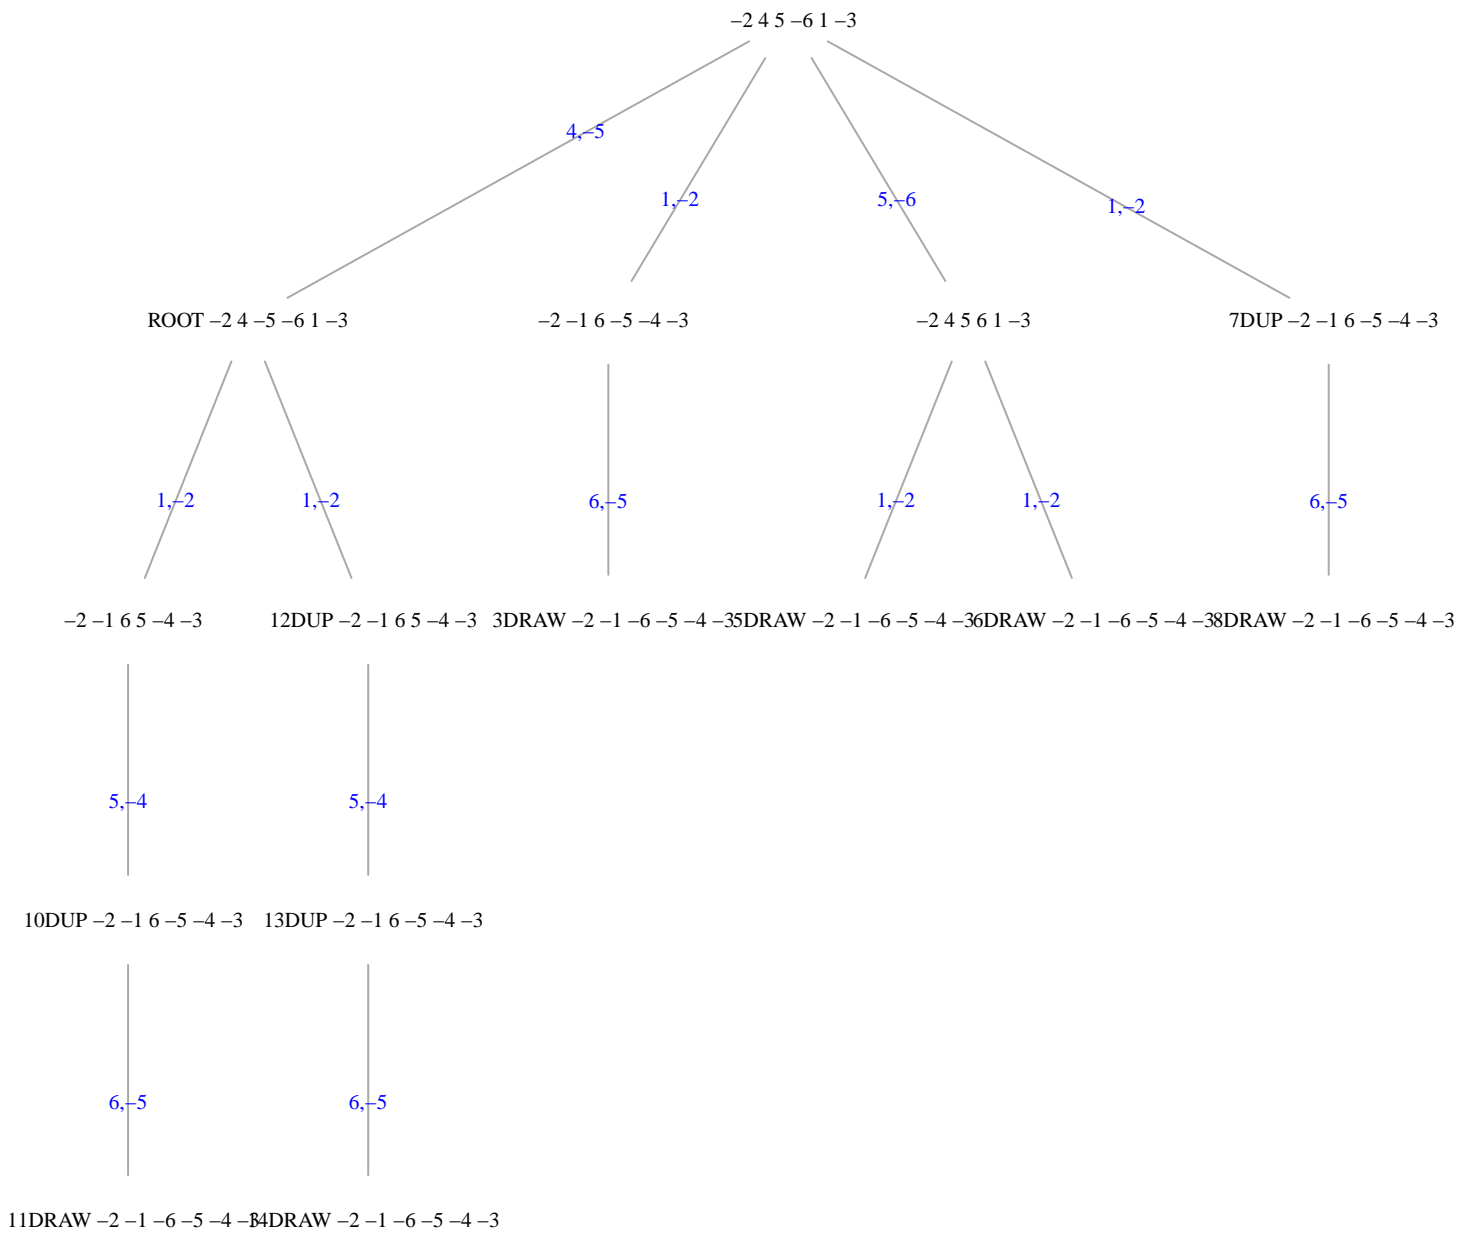 –2 4 5 –6 1 –3
4,–5
1,–2
5,–6
1,–2
ROOT –2 4 –5 –6 1 –3
–2 –1 6 –5 –4 –3
–2 4 5 6 1 –3
7DUP –2 –1 6 –5 –4 –3
1,–2
1,–2
6,–5
1,–2
1,–2
6,–5
–2 –1 6 5 –4 –3
12DUP –2 –1 6 5 –4 –3
3DRAW –2 –1 –6 –5 –4 –3
5DRAW –2 –1 –6 –5 –4 –3
6DRAW –2 –1 –6 –5 –4 –3
8DRAW –2 –1 –6 –5 –4 –3
5,–4
5,–4
10DUP –2 –1 6 –5 –4 –3
13DUP –2 –1 6 –5 –4 –3
6,–5
6,–5
11DRAW –2 –1 –6 –5 –4 –3
14DRAW –2 –1 –6 –5 –4 –3